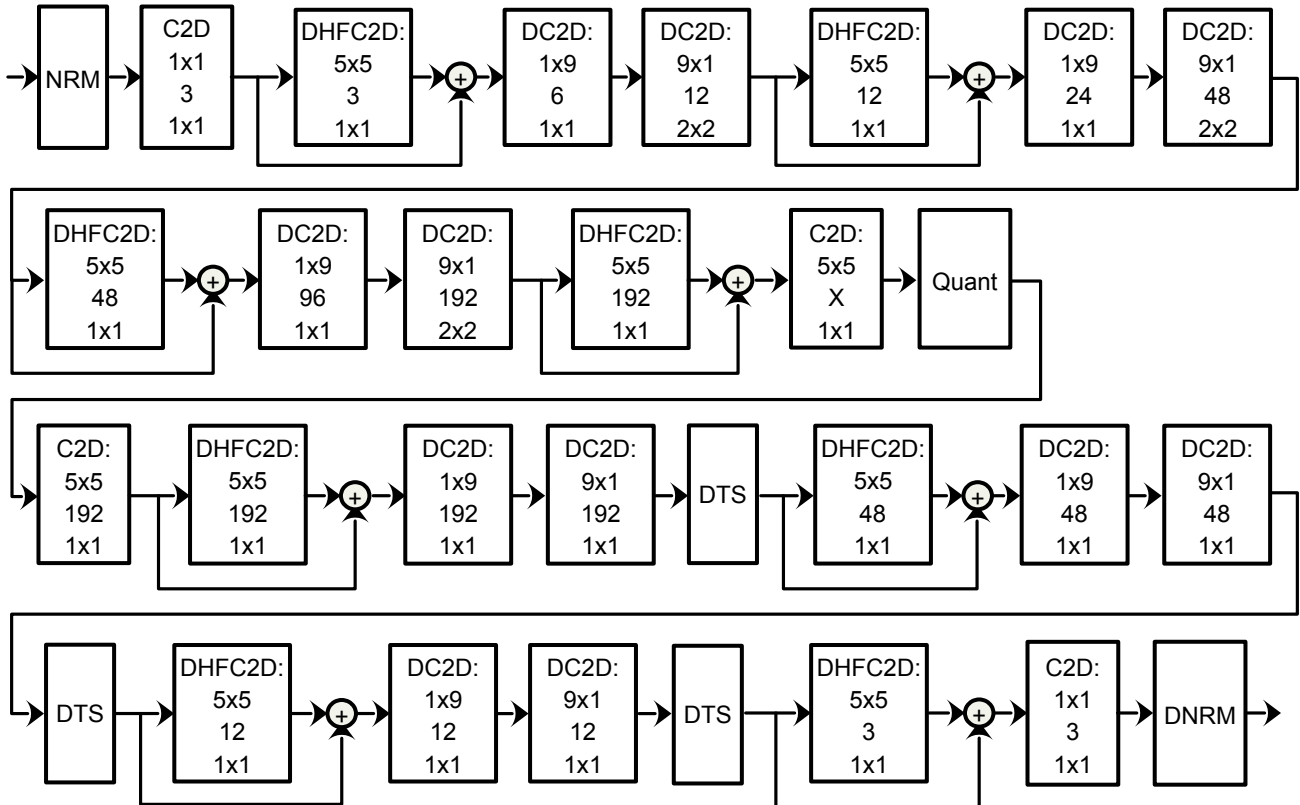 NRM
C2D
1x1
3
1x1
DHFC2D:
5x5
3
1x1
+
DC2D:
1x9
6
1x1
DC2D:
9x1
12
2x2
DHFC2D:
5x5
12
1x1
+
DC2D:
1x9
24
1x1
DC2D:
9x1
48
2x2
DHFC2D:
5x5
48
1x1
+
DC2D:
1x9
96
1x1
DC2D:
9x1
192
2x2
DHFC2D:
5x5
192
1x1
+
C2D:
5x5
X
1x1
Quant
C2D:
5x5
192
1x1
DHFC2D:
5x5
192
1x1
+
DC2D:
1x9
192
1x1
DC2D:
9x1
192
1x1
DTS
DHFC2D:
5x5
48
1x1
+
DC2D:
1x9
48
1x1
DC2D:
9x1
48
1x1
DTS
DHFC2D:
5x5
12
1x1
+
DC2D:
1x9
12
1x1
DC2D:
9x1
12
1x1
DTS
DHFC2D:
5x5
3
1x1
+
C2D:
1x1
3
1x1
DNRM